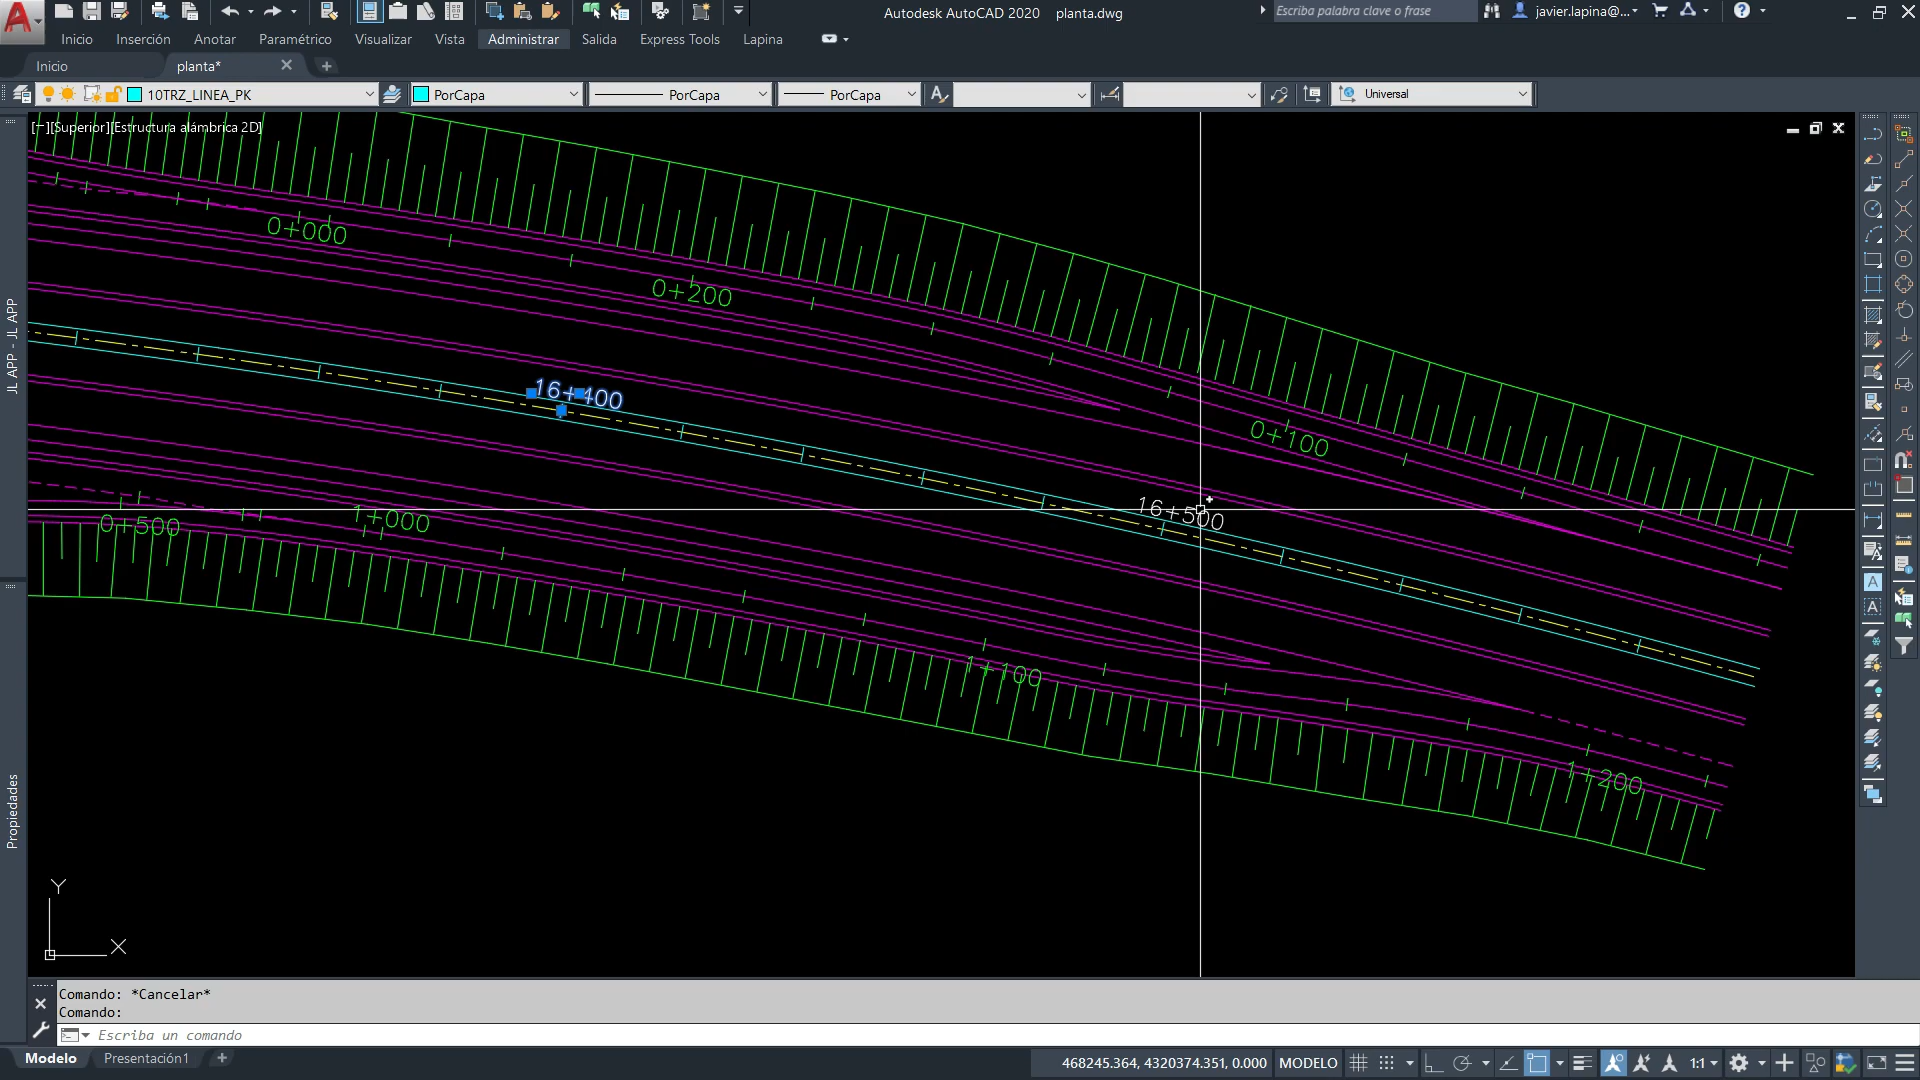 Autodesk AutoCAD 2020 planta.dwg
Escriba palabra clave o frase
javier.lapina@...
Inicio Inserción Anotar Paramétrico Visualizar Vista Administrar Salida Express Tools Lapina
Inicio planta*
10TRZ_LINEA_PK PorCapa PorCapa PorCapa Universal
[−][Superior][Estructura alámbrica 2D]
0+000
0+200
16+400
0+100
16+500
0+500
1+000
1+100
1+200
JL APP - JL APP
Propiedades
Y
X
Comando: *Cancelar*
Comando:
Escriba un comando
Modelo Presentación1
468245.364, 4320374.351, 0.000 MODELO 1:1